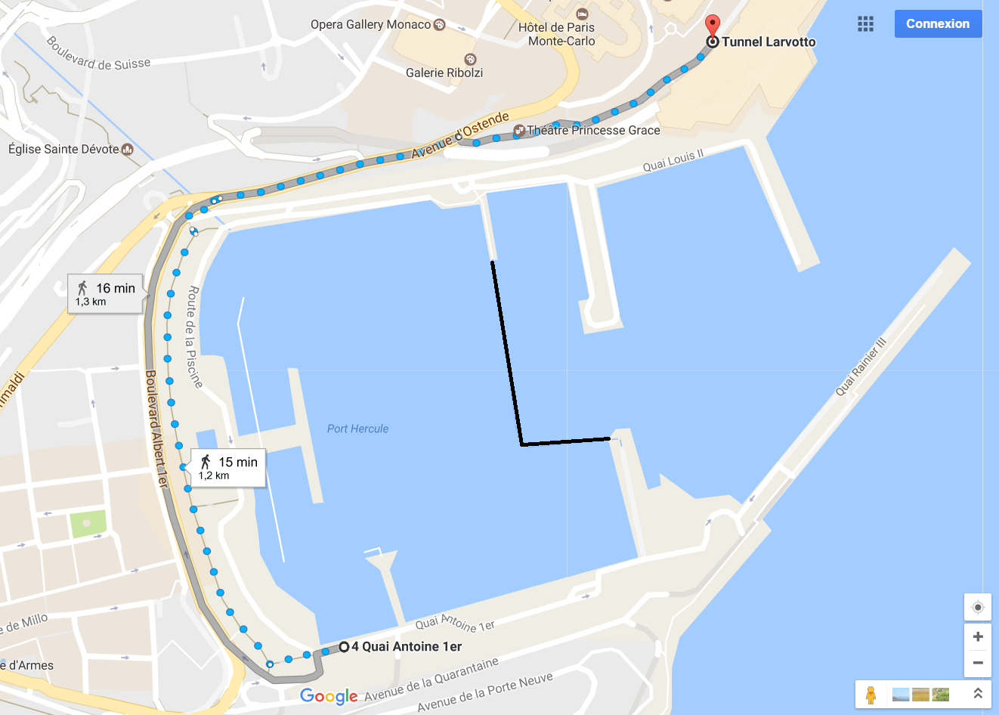 Opera Gallery Monaco
Hôtel de Paris
Monte-Carlo
Connexion
Tunnel Larvotto
Boulevard de Suisse
Galerie Ribolzi
Avenue d'Ostende
Théâtre Princesse Grace
Église Sainte Dévote
Quai Louis II
16 min
1,3 km
Route de la Piscine
Quai Rainier III
imaldi
Boulevard Albert 1er
Port Hercule
15 min
1,2 km
e de Millo
Quai Antoine 1er
4 Quai Antoine 1er
e d'Armes
Google
Avenue de la Quarantaine
Avenue de la Porte Neuve